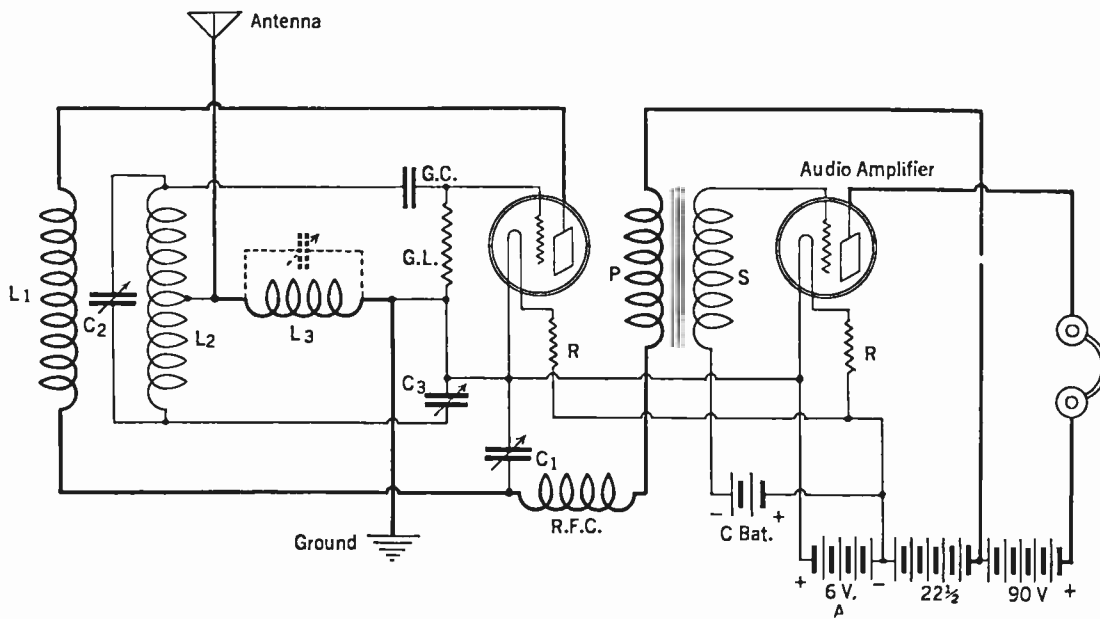 Antenna
Audio Amplifier
G.C.
G.L.
P
S
L1
C2
L2
L3
R
R
C3
C1
R.F.C.
- +
C Bat.
Ground
+ - +
6 V. 22½ 90 V
A